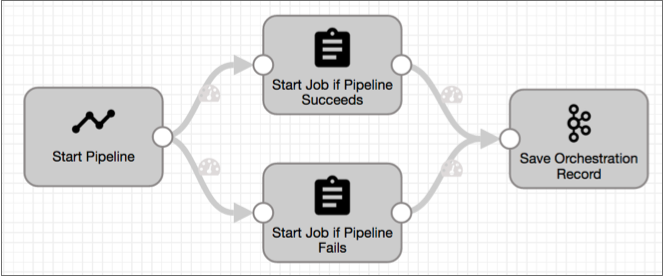 Start Pipeline
Start Job if Pipeline
Succeeds
Start Job if Pipeline
Fails
Save Orchestration
Record